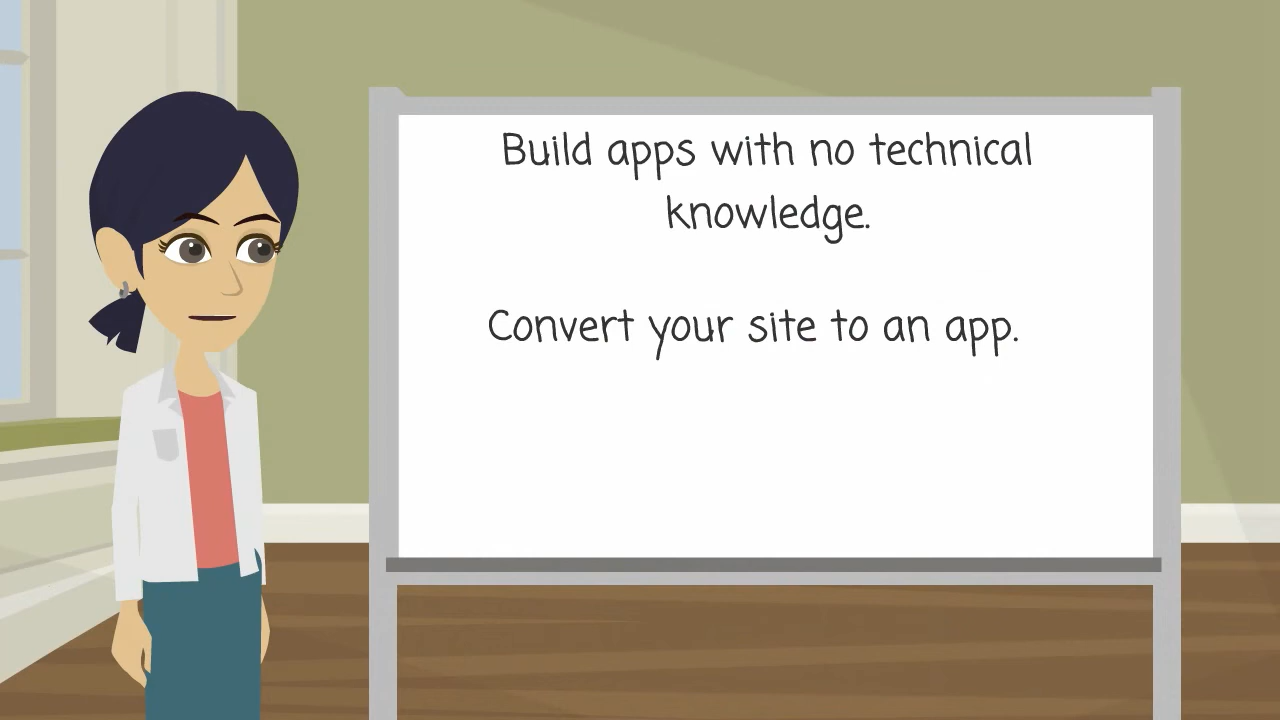 Build apps with no technical
knowledge.
Convert your site to an app.